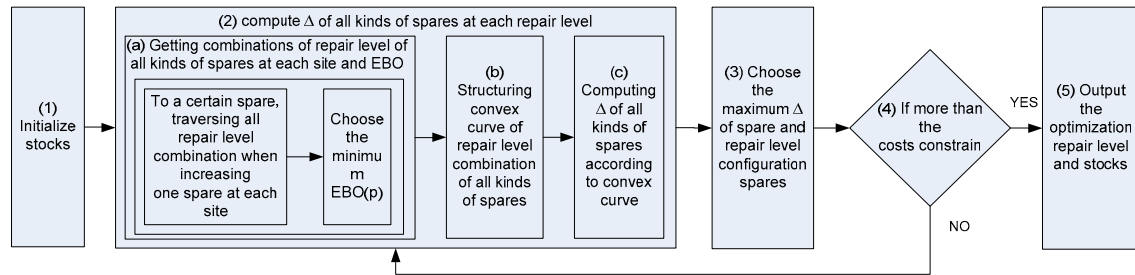 (1)
Initialize
stocks
(2) compute Δ of all kinds of spares at each repair level
(a) Getting combinations of repair level of
all kinds of spares at each site and EBO
To a certain spare,
traversing all
repair level
combination when
increasing
one spare at each
site
Choose
the
minimu
m
EBO(p)
(b)
Structuring
convex
curve of
repair level
combination
of all kinds
of spares
(c)
Computing
Δ of all
kinds of
spares
according
to convex
curve
(3) Choose
the
maximum Δ
of spare and
repair level
configuration
spares
(4) If more than
the
costs constrain
YES
NO
(5) Output
the
optimization
repair level
and stocks